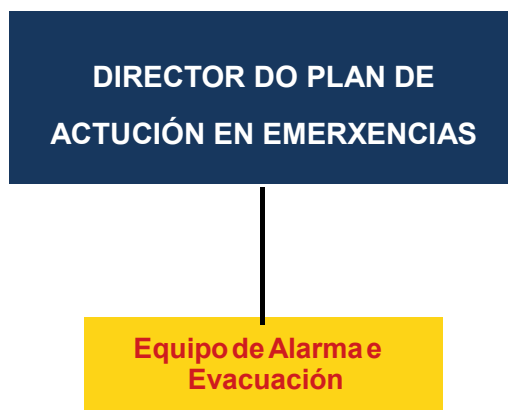 DIRECTOR DO PLAN DE
ACTUCIÓN EN EMERXENCIAS
Equipo de Alarma e
Evacuación